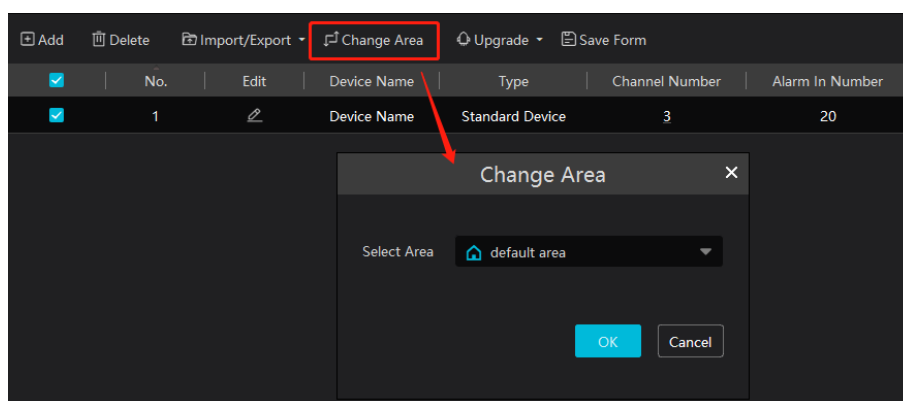 Add Delete Import/Export Change Area Upgrade Save Form
No. Edit Device Name Type Channel Number Alarm In Number
1 Device Name Standard Device 3 20
Change Area
Select Area default area
OK Cancel